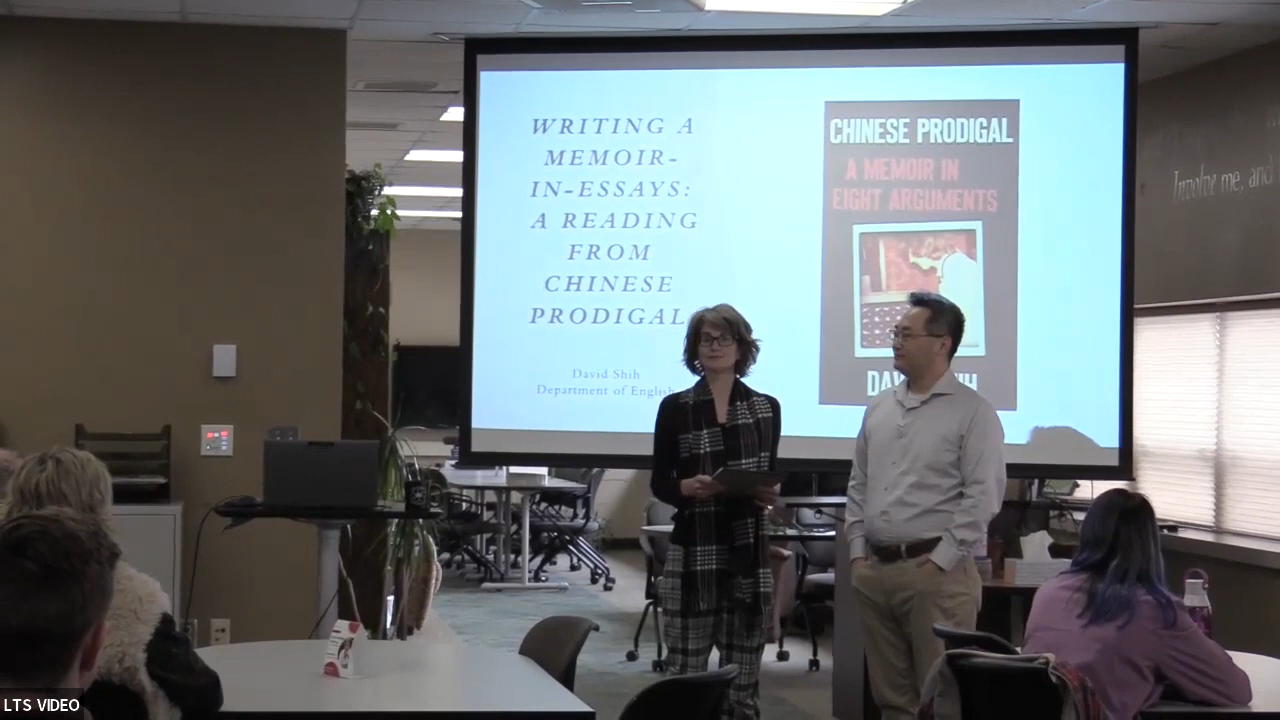 WRITING A
MEMOIR-
IN-ESSAYS:
A READING
FROM
CHINESE
PRODIGAL
David Shih
Department of English
CHINESE PRODIGAL
A MEMOIR IN
EIGHT ARGUMENTS
Involve me, and
LTS VIDEO